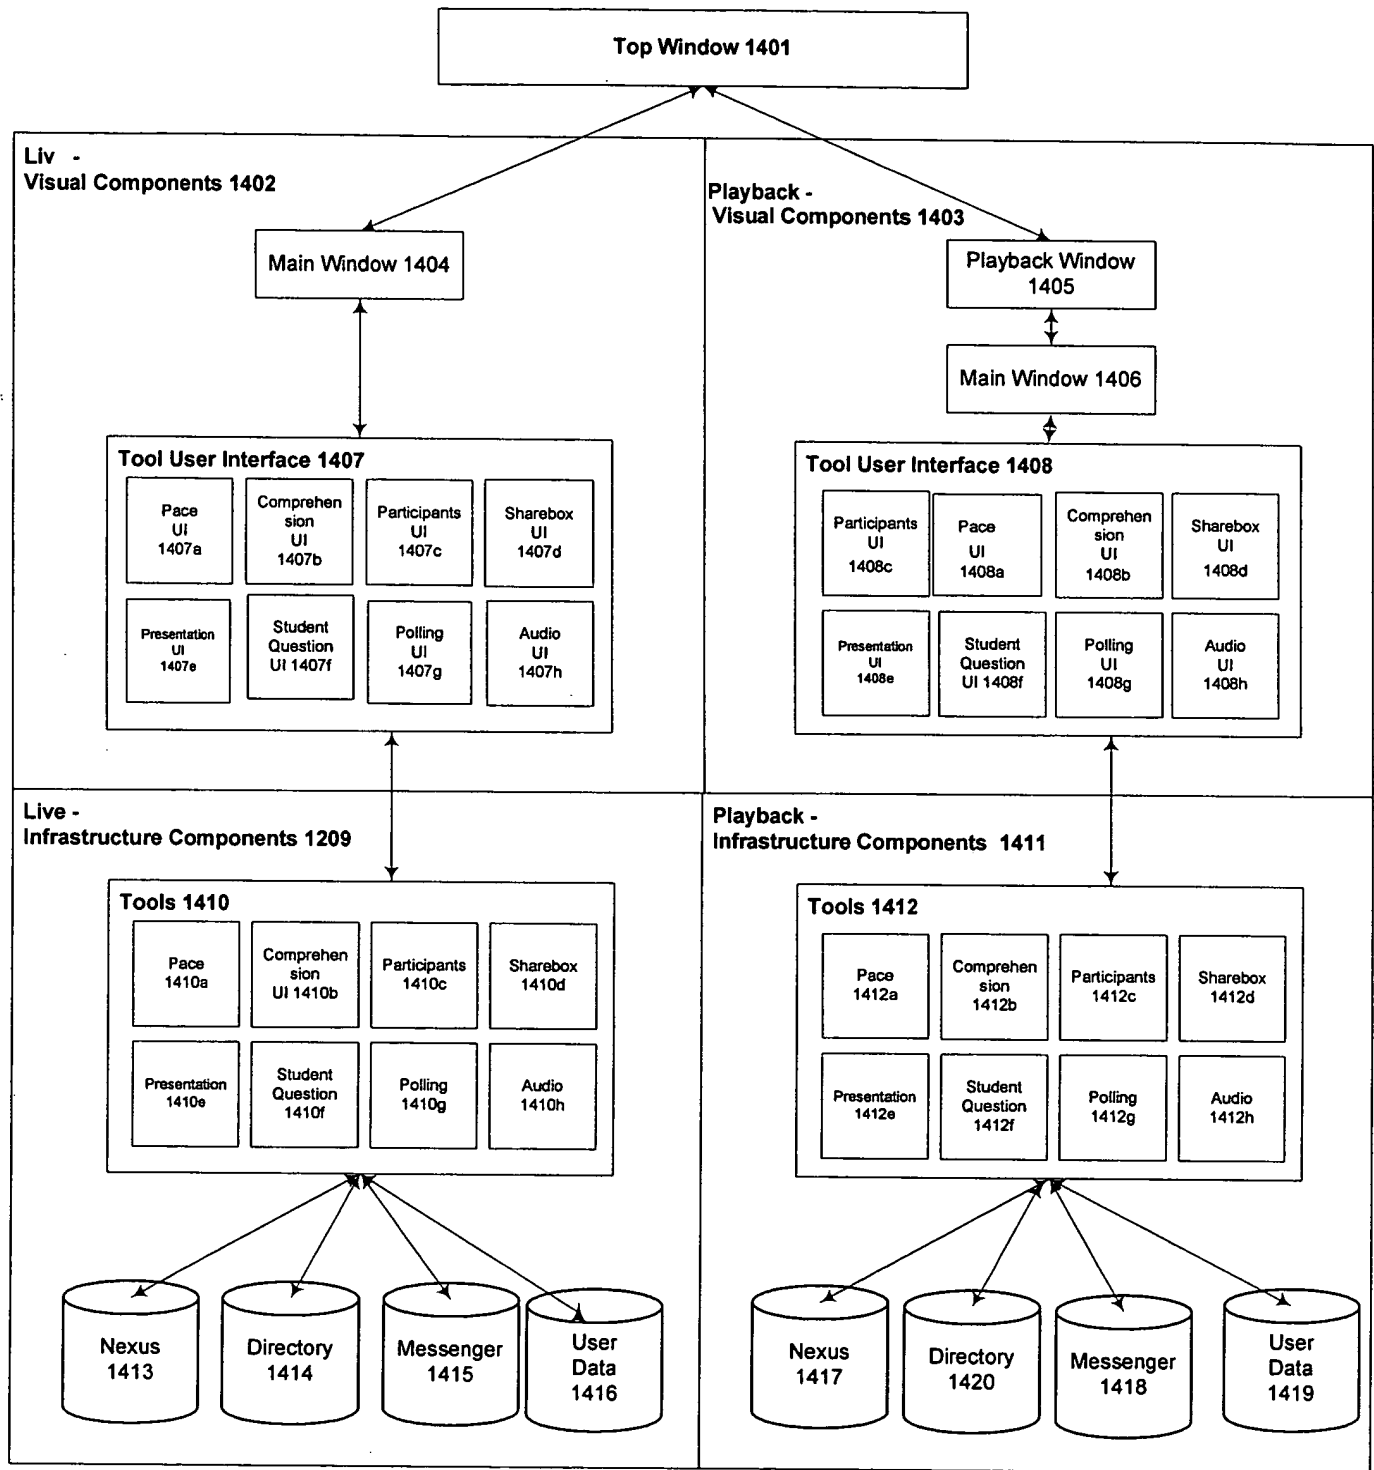 Top Window 1401
Liv -
Visual Components 1402
Playback -
Visual Components 1403
Main Window 1404
Playback Window
1405
Main Window 1406
Tool User Interface 1407
Pace
UI
1407a
Comprehen
sion
UI
1407b
Participants
UI
1407c
Sharebox
UI
1407d
Presentation
UI
1407e
Student
Question
UI 1407f
Polling
UI
1407g
Audio
UI
1407h
Tool User Interface 1408
Participants
UI
1408c
Pace
UI
1408a
Comprehen
sion
UI
1408b
Sharebox
UI
1408d
Presentation
UI
1408e
Student
Question
UI 1408f
Polling
UI
1408g
Audio
UI
1408h
Live -
Infrastructure Components 1209
Playback -
Infrastructure Components 1411
Tools 1410
Pace
1410a
Comprehen
sion
UI 1410b
Participants
1410c
Sharebox
1410d
Presentation
1410e
Student
Question
1410f
Polling
1410g
Audio
1410h
Tools 1412
Pace
1412a
Comprehen
sion
1412b
Participants
1412c
Sharebox
1412d
Presentation
1412e
Student
Question
1412f
Polling
1412g
Audio
1412h
Nexus
1413
Directory
1414
Messenger
1415
User
Data
1416
Nexus
1417
Directory
1420
Messenger
1418
User
Data
1419